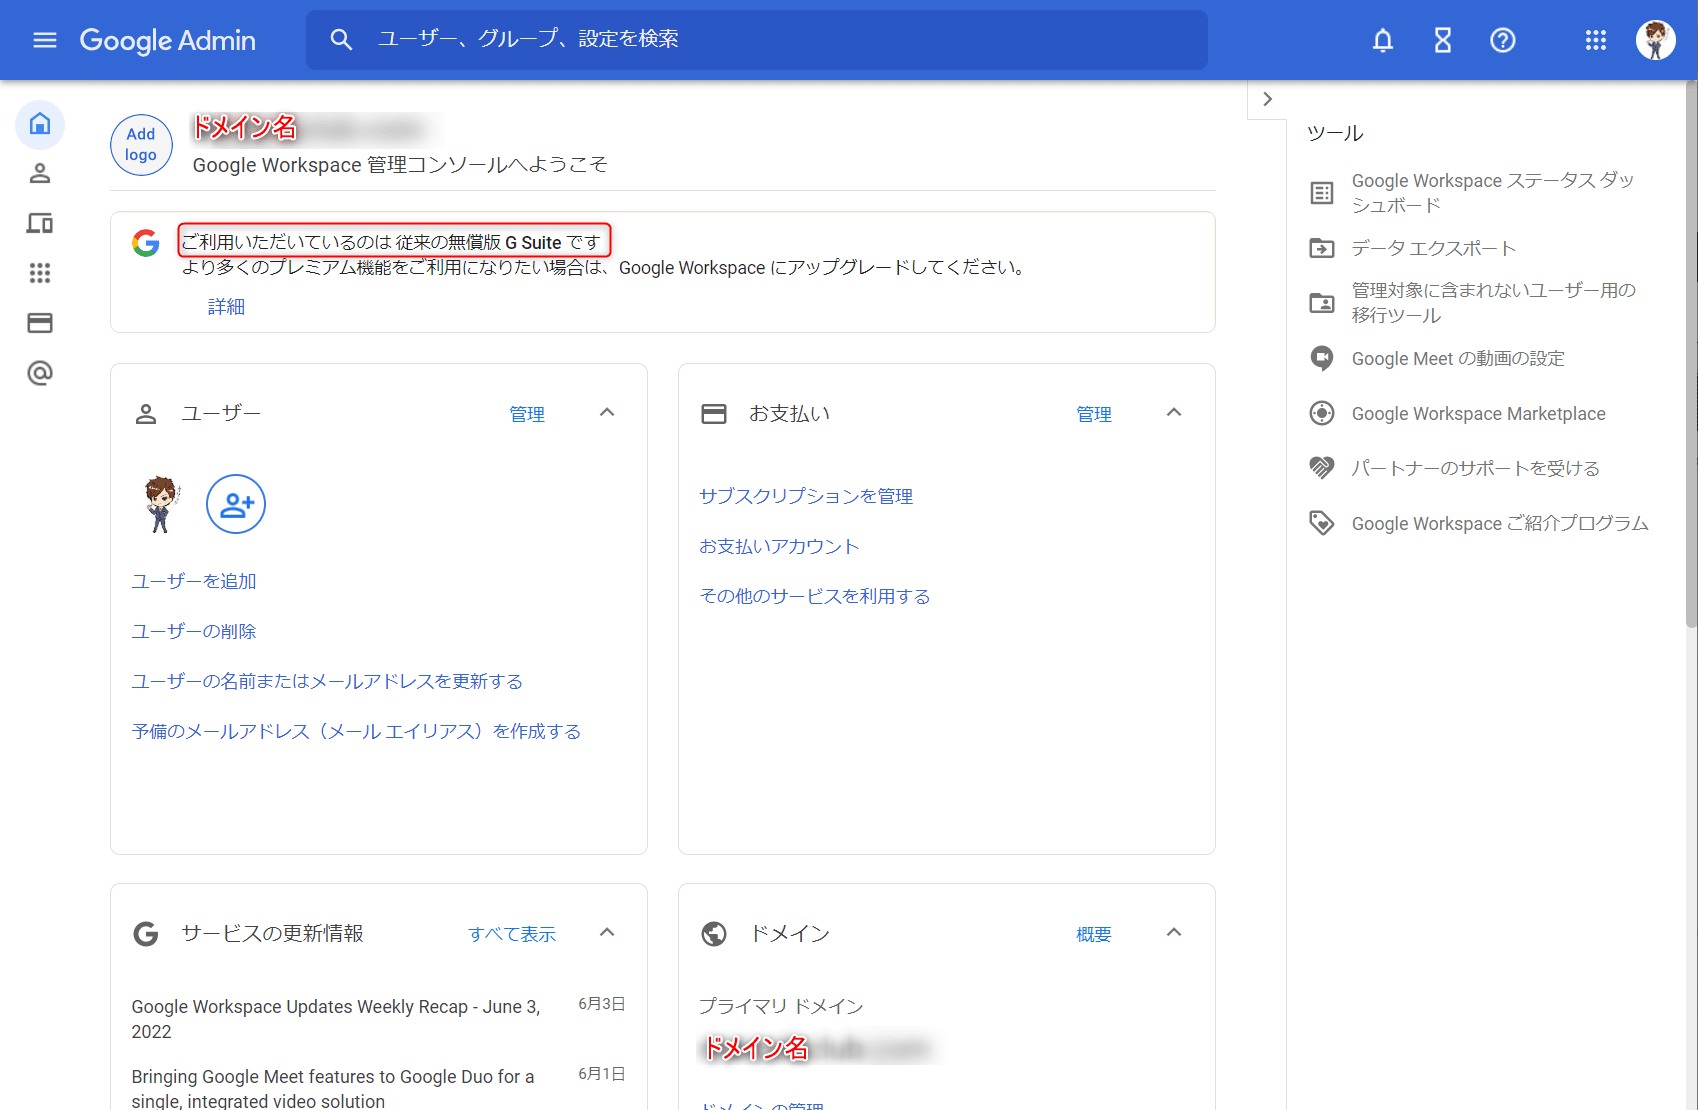 Google Admin
ユーザー、グループ、設定を検索
Add
logo
ドメイン名
Google Workspace 管理コンソールへようこそ
ご利用いただいているのは 従来の無償版 G Suite です
より多くのプレミアム機能をご利用になりたい場合は、Google Workspace にアップグレードしてください。
詳細
ユーザー
管理
ユーザーを追加
ユーザーの削除
ユーザーの名前またはメールアドレスを更新する
予備のメールアドレス（メール エイリアス）を作成する
お支払い
管理
サブスクリプションを管理
お支払いアカウント
その他のサービスを利用する
サービスの更新情報
すべて表示
Google Workspace Updates Weekly Recap - June 3,
2022
6月3日
Bringing Google Meet features to Google Duo for a
single, integrated video solution
6月1日
ドメイン
概要
プライマリ ドメイン
ドメイン名
ドメインの管理
ツール
Google Workspace ステータス ダッ
シュボード
データ エクスポート
管理対象に含まれないユーザー用の
移行ツール
Google Meet の動画の設定
Google Workspace Marketplace
パートナーのサポートを受ける
Google Workspace ご紹介プログラム